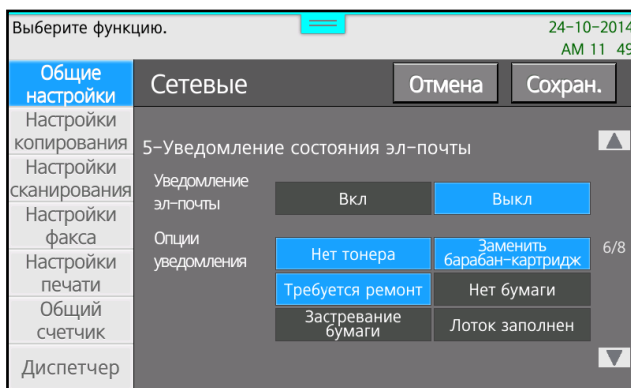 Выберите функцию.
24-10-2014
AM 11 49
Общие
настройки
Сетевые
Отмена
Сохран.
Настройки
копирования
Настройки
сканирования
Настройки
факса
Настройки
печати
Общий
счетчик
Диспетчер
5-Уведомлении состояния эл-почты
Уведомление
эл-почты
Вкл
Выкл
Опции
уведомления
Нет тонера
Заменить
барабан-картридж
6/8
Требуется ремонт
Нет бумаги
Застревание
бумаги
Лоток заполнен